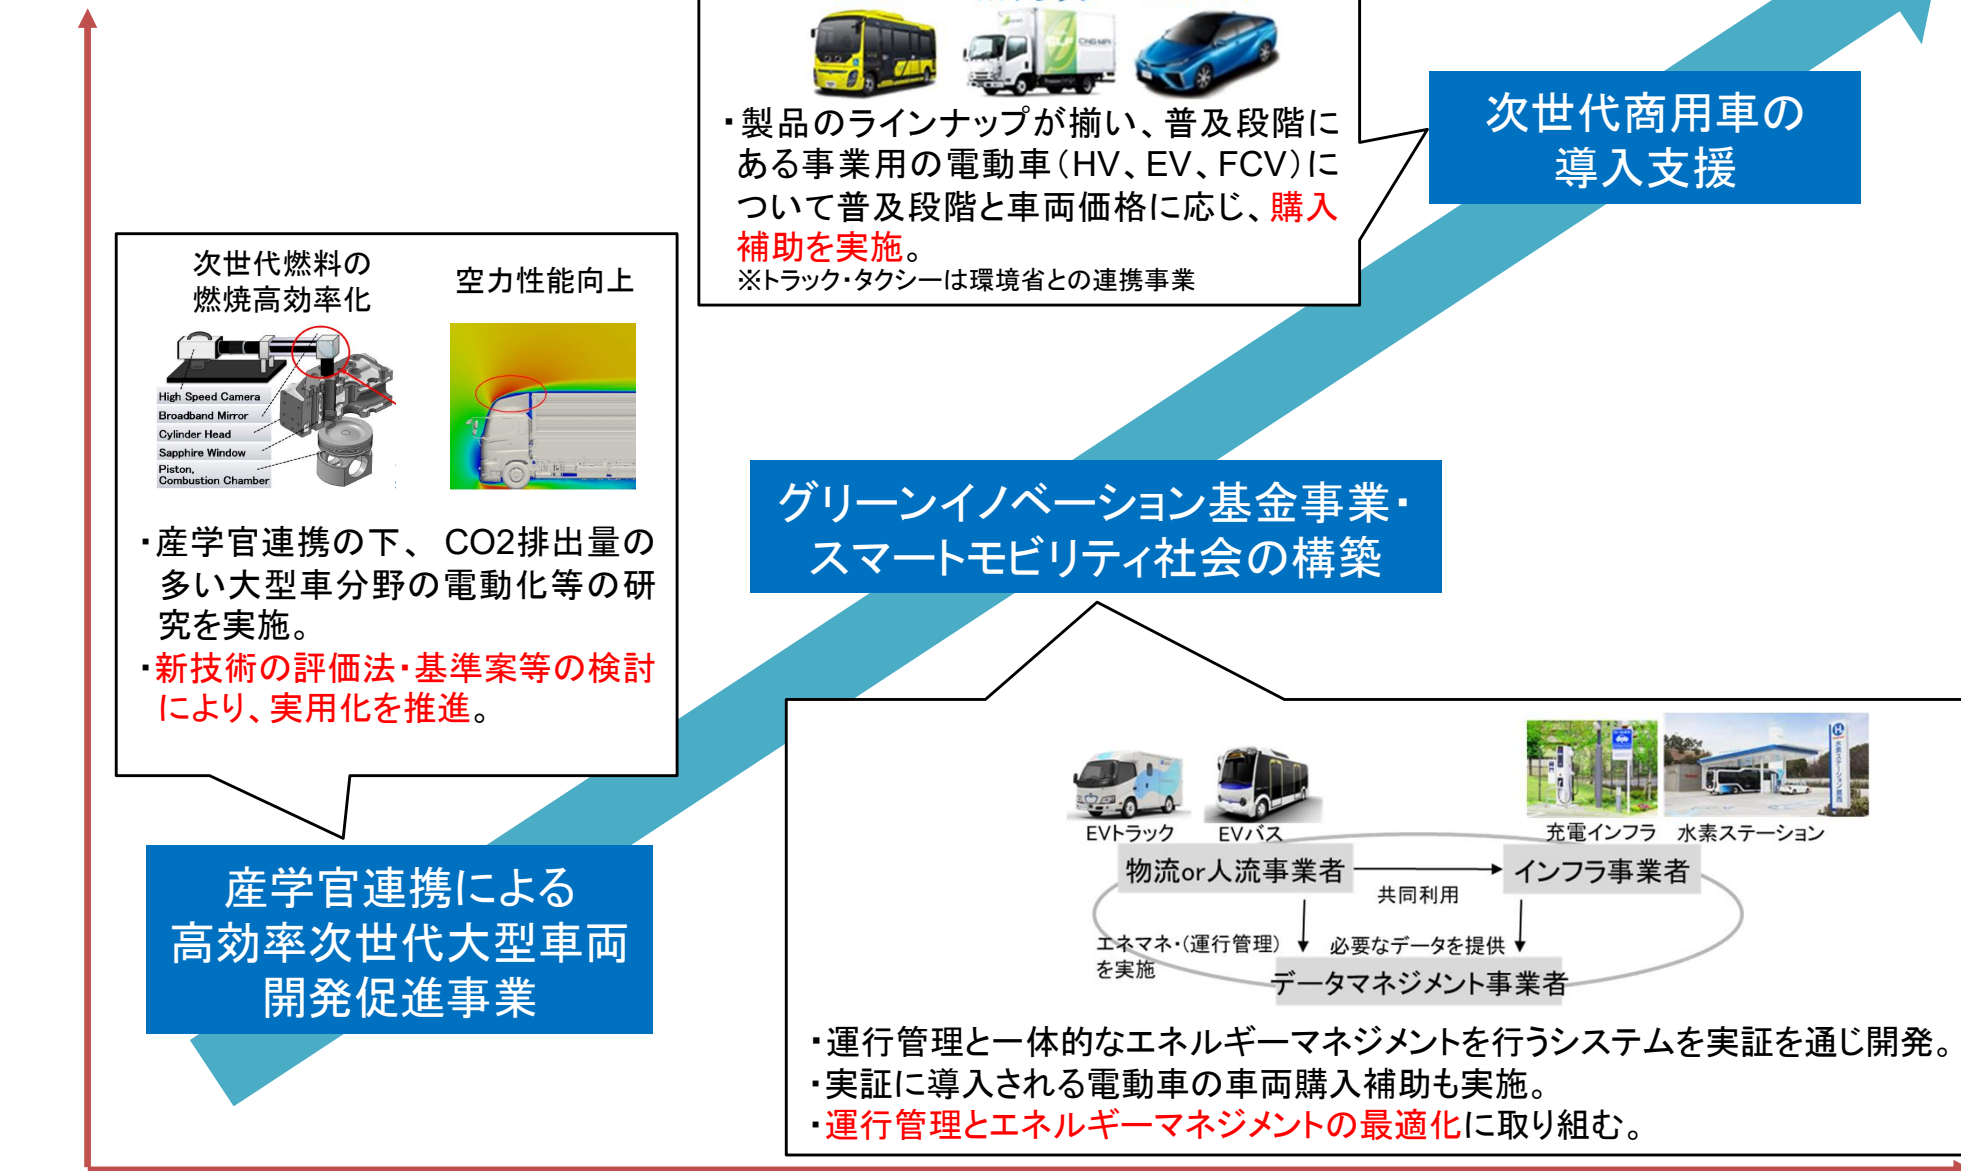 ・製品のラインナップが揃い、普及段階に
ある事業用の電動車（HV、EV、FCV）に
ついて普及段階と車両価格に応じ、購入
補助を実施。
※トラック・タクシーは環境省との連携事業
次世代商用車の
導入支援
次世代燃料の
燃焼高効率化
空力性能向上
High Speed Camera
Broadband Mirror
Cylinder Head
Sapphire Window
Piston,
Combustion Chamber
・産学官連携の下、 CO2排出量の
多い大型車分野の電動化等の研
究を実施。
・新技術の評価法・基準案等の検討
により、実用化を推進。
グリーンイノベーション基金事業・
スマートモビリティ社会の構築
産学官連携による
高効率次世代大型車両
開発促進事業
EVトラック
EVバス
充電インフラ
水素ステーション
物流or人流事業者
インフラ事業者
共同利用
エネマネ・(運行管理)
を実施
必要なデータを提供
データマネジメント事業者
・運行管理と一体的なエネルギーマネジメントを行うシステムを実証を通じ開発。
・実証に導入される電動車の車両購入補助も実施。
・運行管理とエネルギーマネジメントの最適化に取り組む。